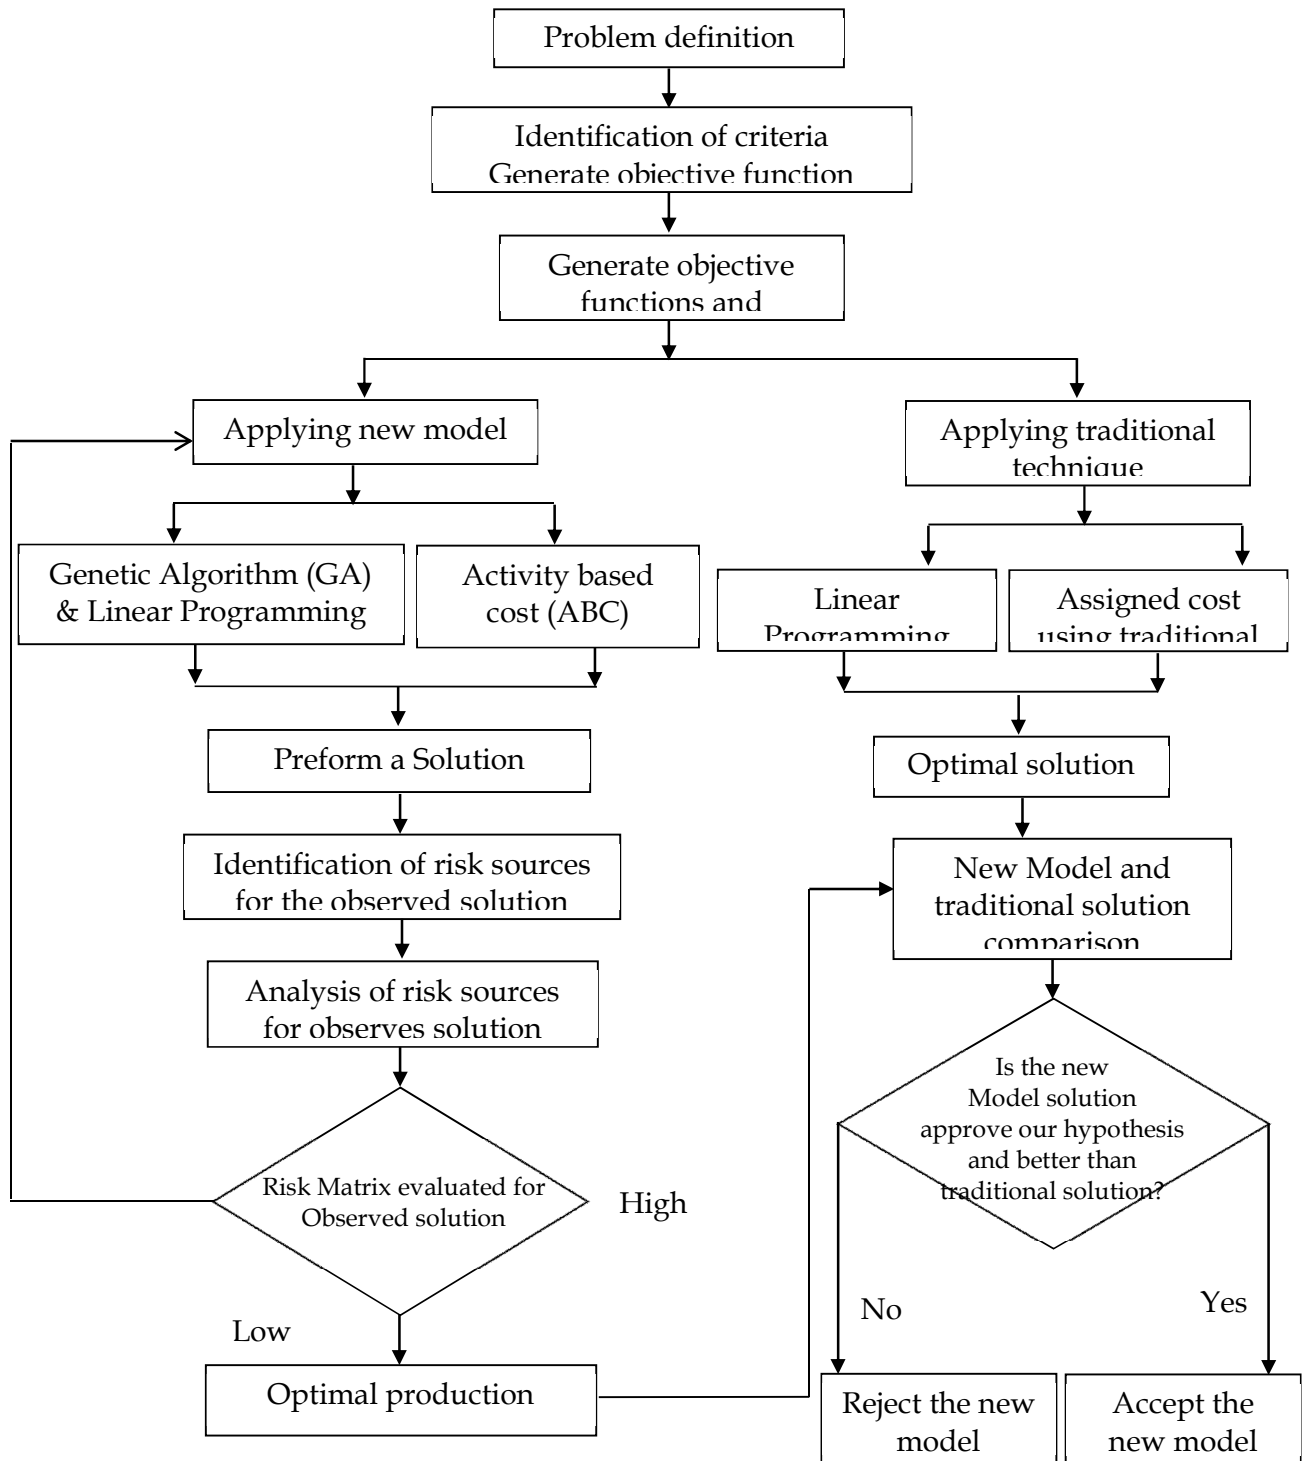 Problem definition
Identification of criteria
Generate objective function
Generate objective
functions and
Applying new model
Applying traditional
technique
Genetic Algorithm (GA)
& Linear Programming
Activity based
cost (ABC)
Linear
Programming
Assigned cost
using traditional
Preform a Solution
Optimal solution
Identification of risk sources
for the observed solution
New Model and
traditional solution
comparison
Analysis of risk sources
for observes solution
Is the new
Model solution
approve our hypothesis
and better than
traditional solution?
Risk Matrix evaluated for
Observed solution
High
Low
No
Yes
Optimal production
Reject the new
model
Accept the
new model